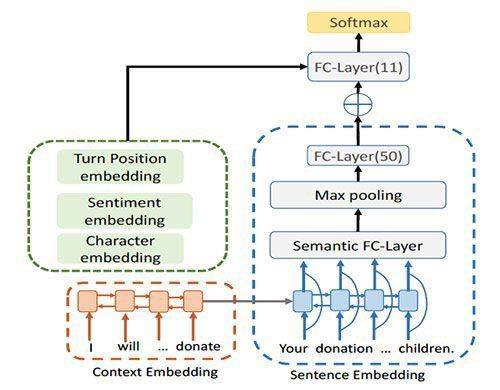 Softmax
FC-Layer(11)
FC-Layer(50)
Max pooling
Semantic FC-Layer
Turn Position
embedding
Sentiment
embedding
Character
embedding
I will ... donate
Context Embedding
Your donation ... children.
Sentence Embedding